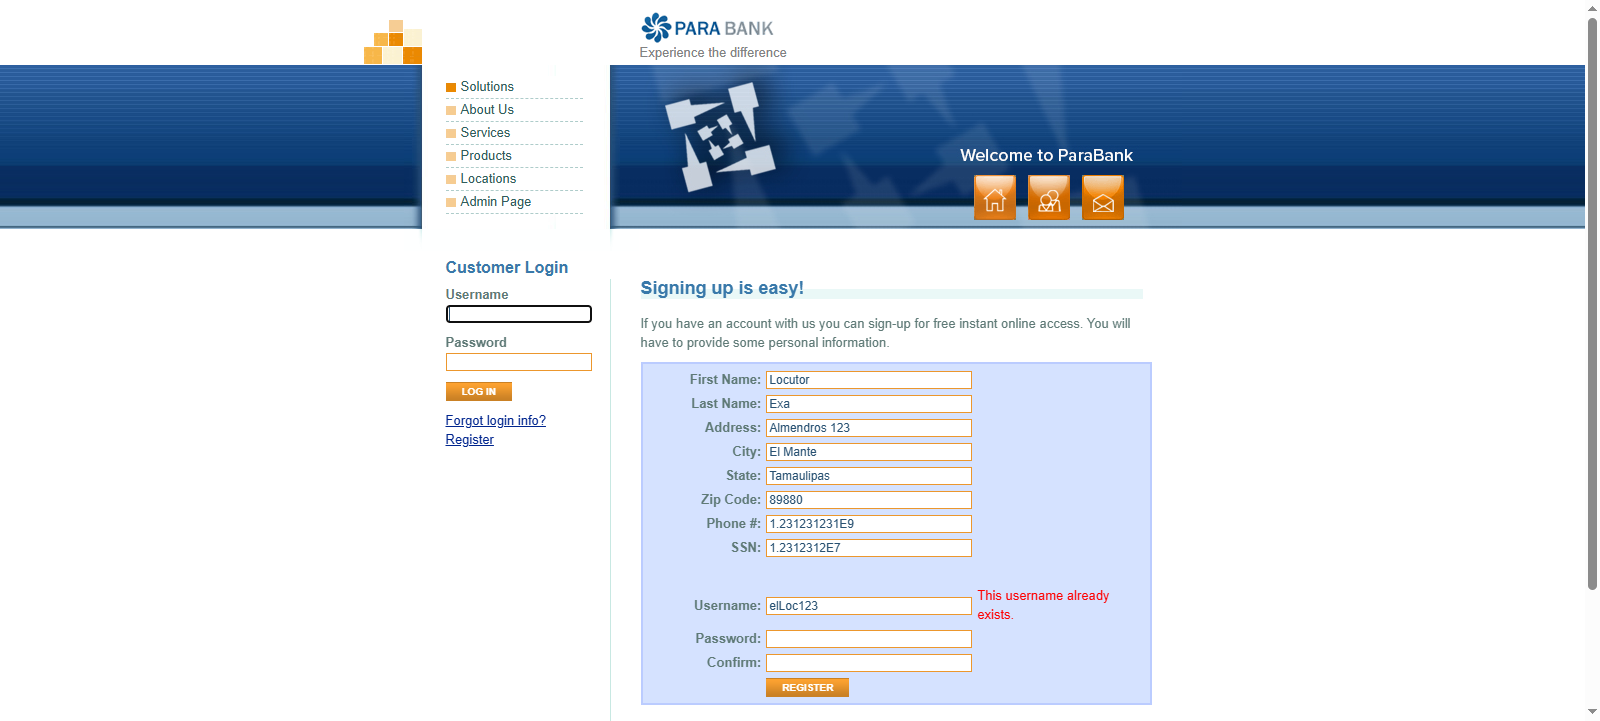 PARA BANK
Experience the difference
Solutions
About Us
Services
Products
Locations
Admin Page
Welcome to ParaBank
Customer Login
Username
Password
LOG IN
Forgot login info?
Register
Signing up is easy!
If you have an account with us you can sign-up for free instant online access. You will
have to provide some personal information.
First Name: Locutor
Last Name: Exa
Address: Almendros 123
City: El Mante
State: Tamaulipas
Zip Code: 89880
Phone #: 1.231231231E9
SSN: 1.2312312E7
Username: elLoc123 This username already
exists.
Password:
Confirm:
REGISTER